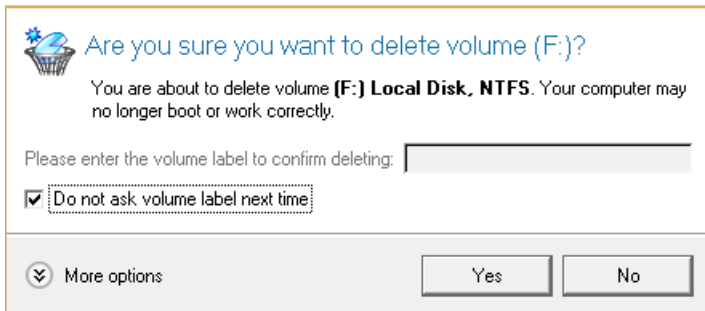 Are you sure you want to delete volume (F:)?
You are about to delete volume (F:) Local Disk, NTFS. Your computer may
no longer boot or work correctly.
Please enter the volume label to confirm deleting:
Do not ask volume label next time
More options
Yes
No